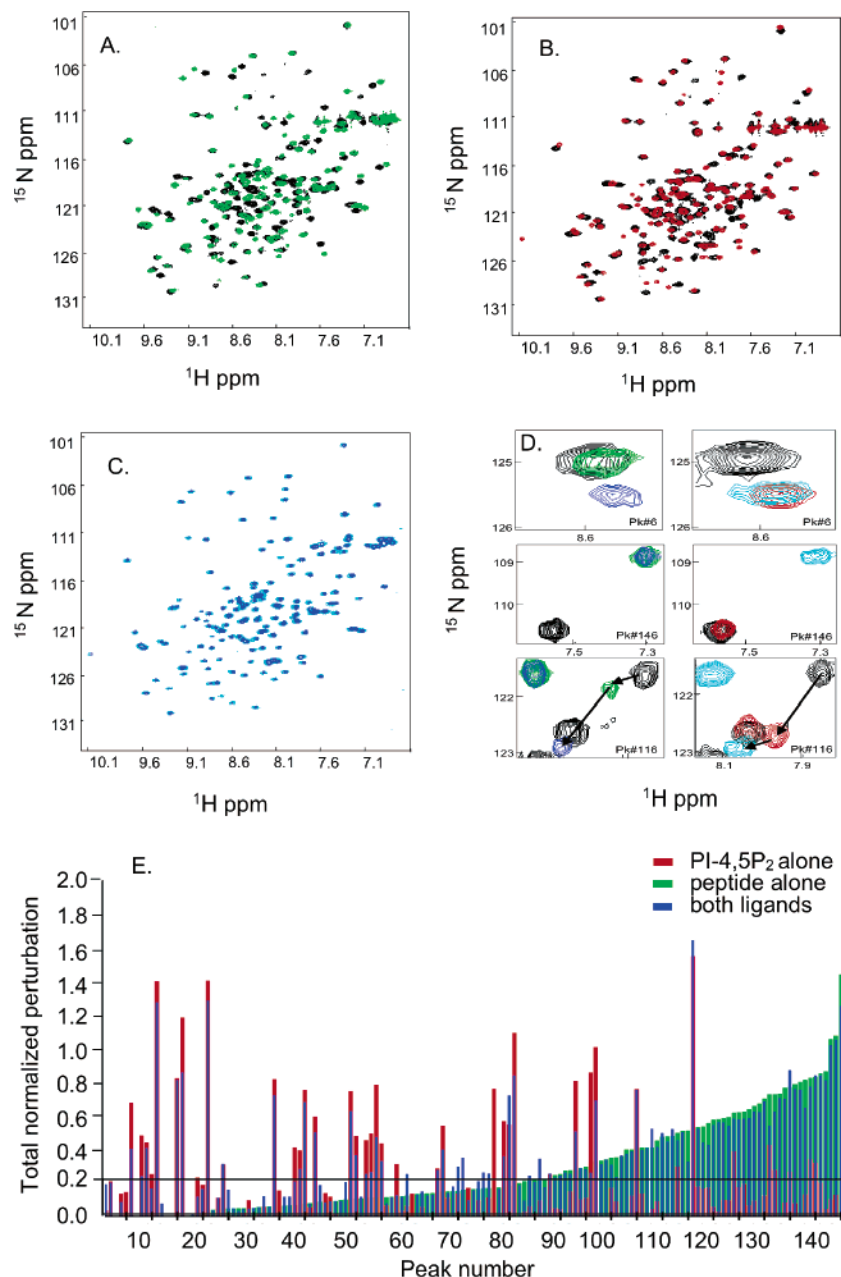 A.
101
106
111
116
121
126
131
15 N ppm
10.1 9.6 9.1 8.6 8.1 7.6 7.1
1H ppm
B.
101
106
111
116
121
126
131
15 N ppm
10.1 9.6 9.1 8.6 8.1 7.6 7.1
1H ppm
C.
101
106
111
116
121
126
131
15 N ppm
10.1 9.6 9.1 8.6 8.1 7.6 7.1
1H ppm
D.
125
126
Pk#6
8.6
125
126
Pk#6
8.6
15 N ppm
109
110
Pk#146
7.5 7.3
109
110
Pk#146
7.5 7.3
122
123
Pk#116
122
123
Pk#116
8.1 7.9
1H ppm
E.
PI-4,5P2 alone
peptide alone
both ligands
Total normalized perturbation
2.0
1.8
1.6
1.4
1.2
1.0
0.8
0.6
0.4
0.2
0.0
10 20 30 40 50 60 70 80 90 100 110 120 130 140
Peak number